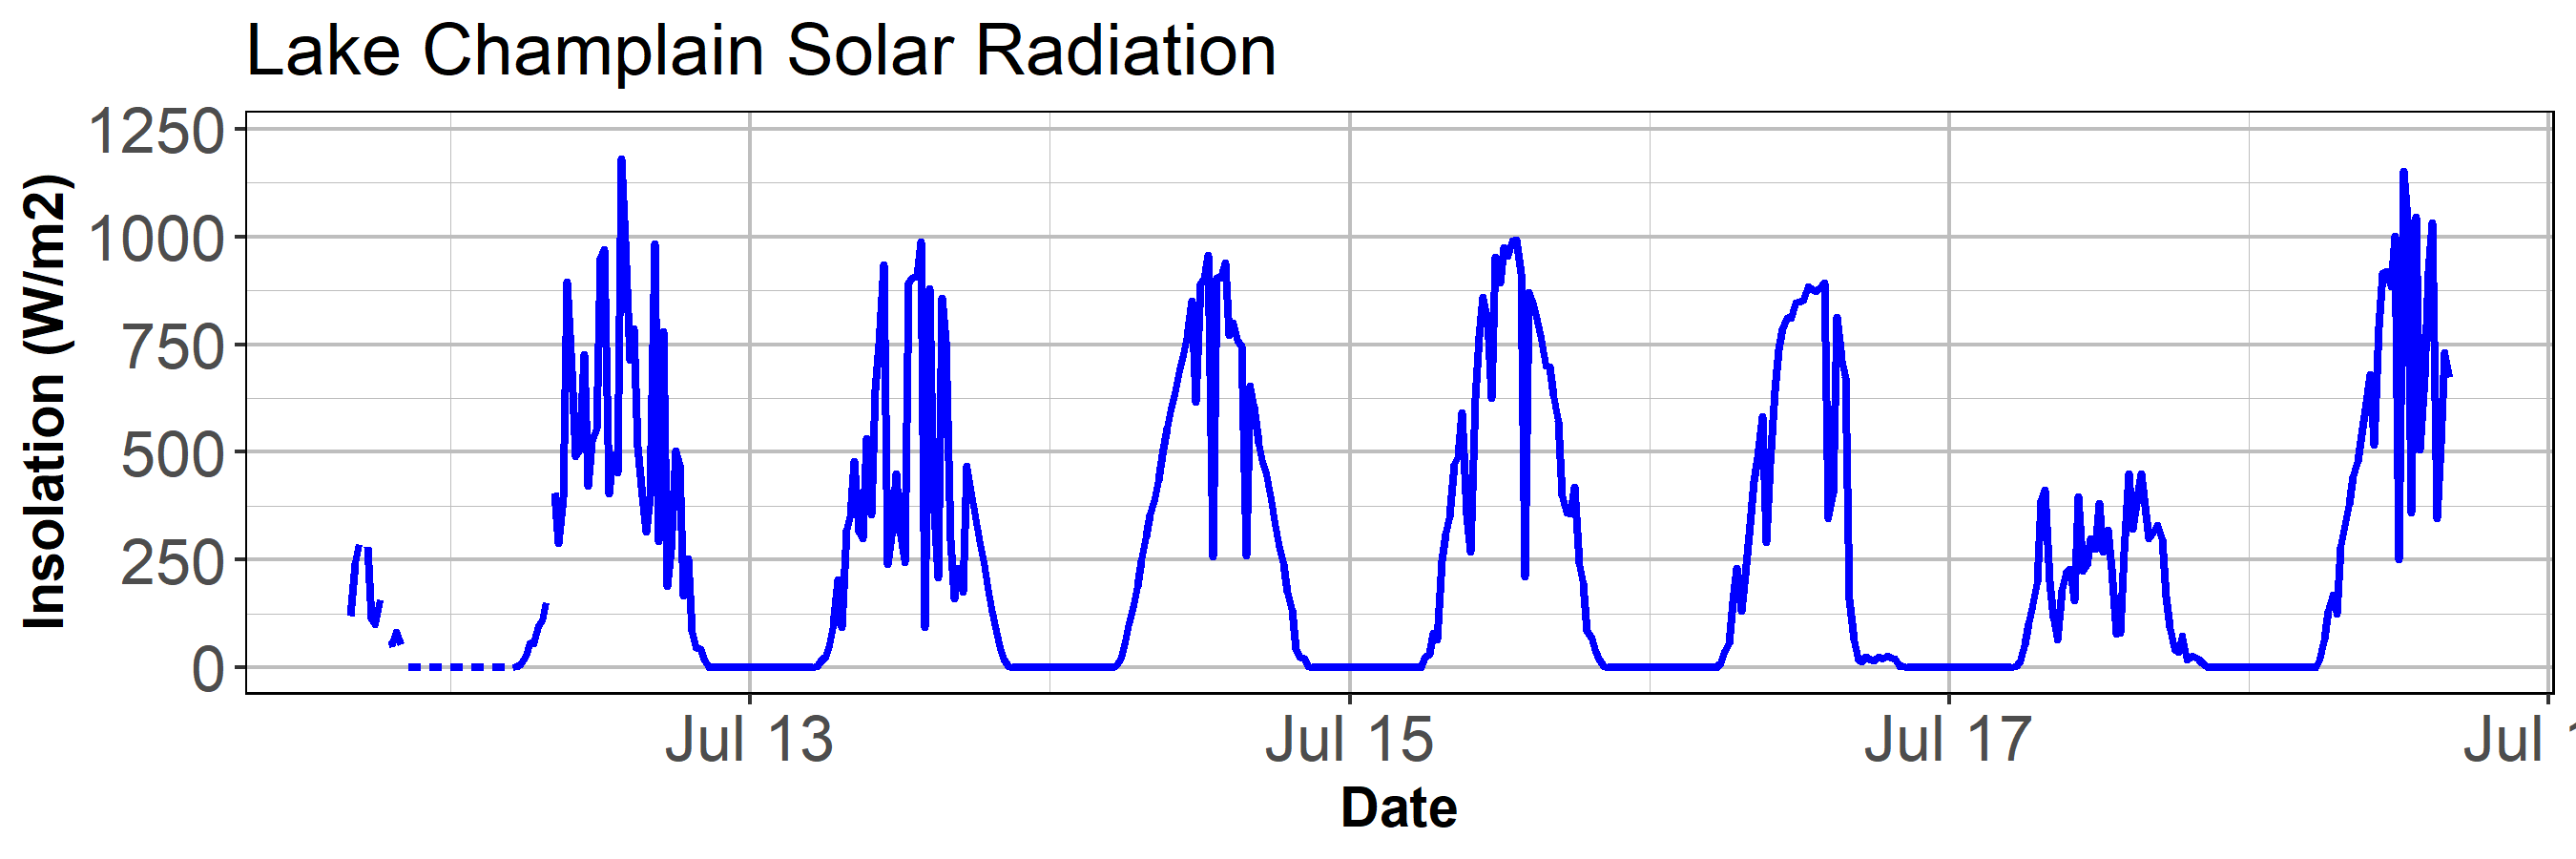 Lake Champlain Solar Radiation
1250
1000
750
500
250
0
Insolation (W/m2)
Jul 13
Jul 15
Jul 17
Jul
Date